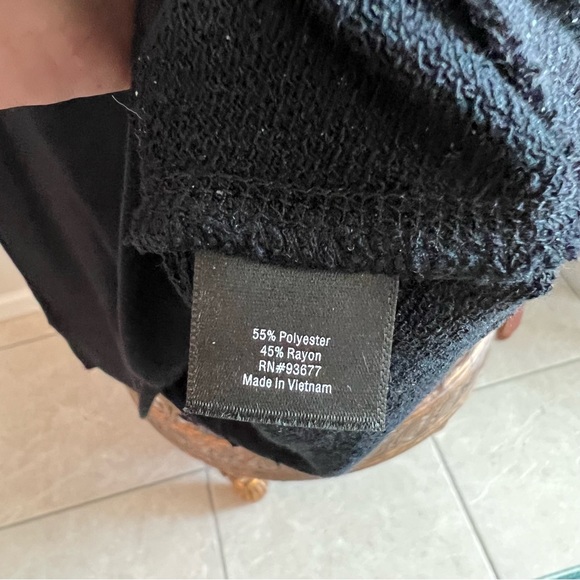 55% Polyester
45% Rayon
RN#93677
Made In Vietnam